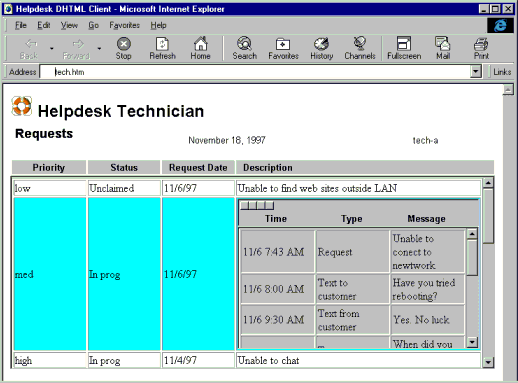 Helpdesk DHTML Client - Microsoft Internet Explorer
File Edit View Go Favorites Help
Back Forward Stop Refresh Home Search Favorites History Channels Fullscreen Mail Print
Address tech.htm Links
Helpdesk Technician
Requests
November 18, 1997 tech-a
Priority Status Request Date Description
low Unclaimed 11/6/97 Unable to find web sites outside LAN
Time Type Message
med In prog 11/6/97
11/6 7:43 AM Request Unable to
conect to
newtwork.
11/6 8:00 AM Text to
customer Have you tried
rebooting?
11/6 9:30 AM Text from
customer Yes. No luck.
When did you
high In prog 11/4/97 Unable to chat